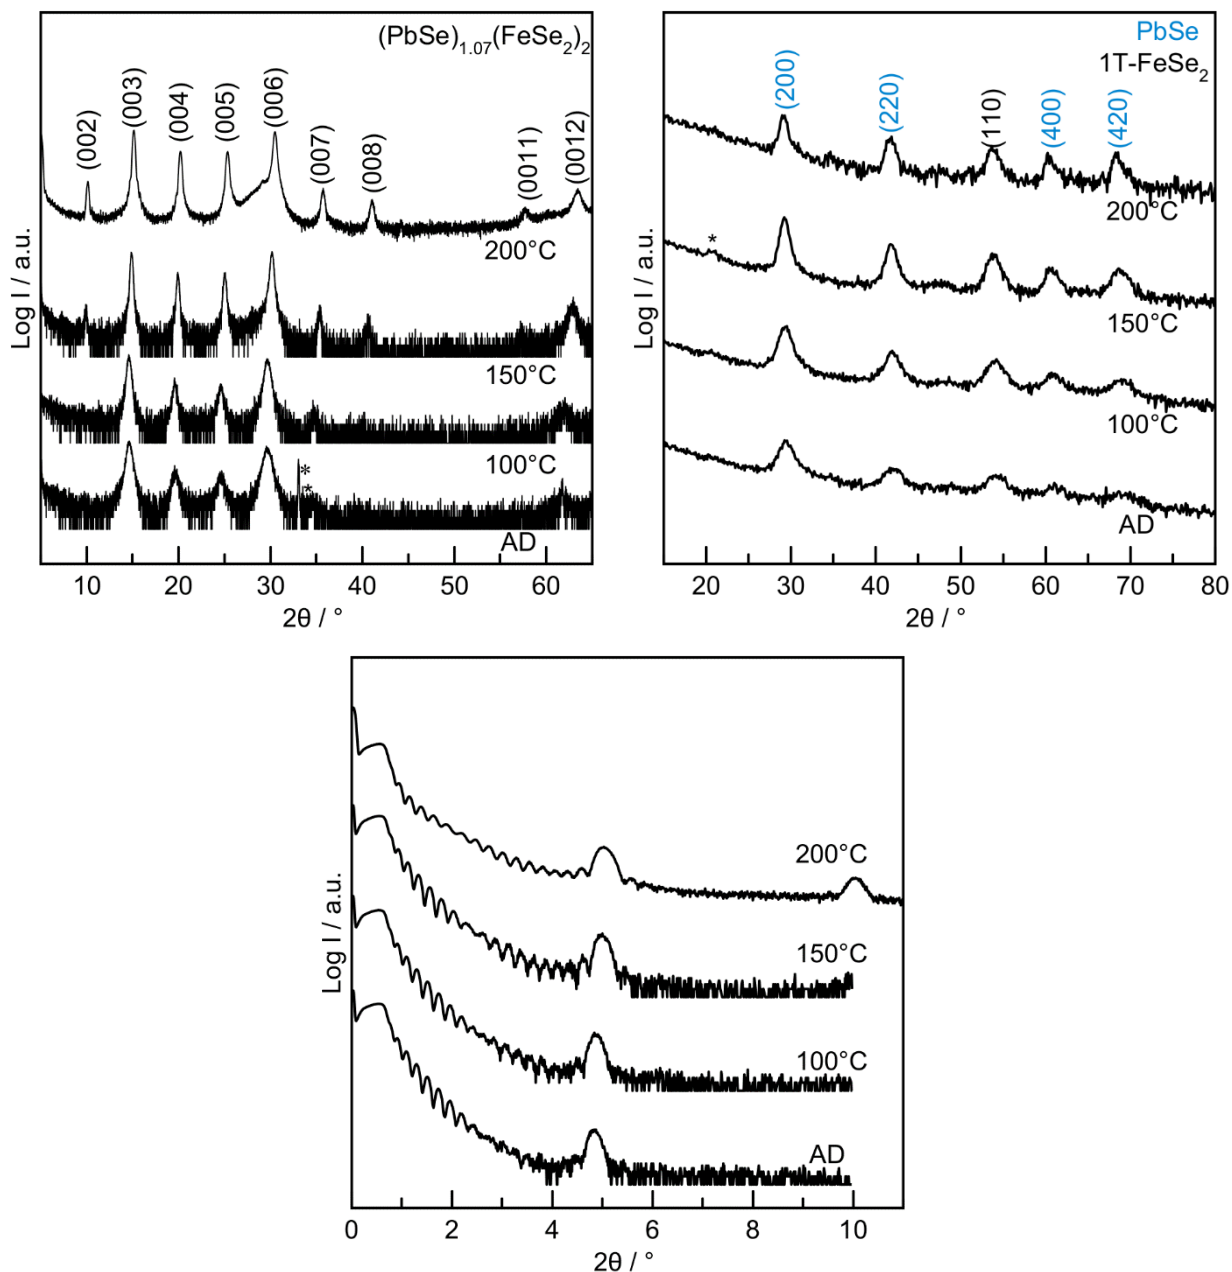 (PbSe)1.07(FeSe2)2
(002)
(003)
(004)
(005)
(006)
(007)
(008)
(0011)
(0012)
200°C
150°C
100°C
*
*
AD
Log I / a.u.
10 20 30 40 50 60
2θ / °
PbSe
1T-FeSe2
(200)
(220)
(110)
(400)
(420)
200°C
*
150°C
100°C
AD
Log I / a.u.
20 30 40 50 60 70 80
2θ / °
200°C
150°C
100°C
AD
Log I / a.u.
0 2 4 6 8 10
2θ / °